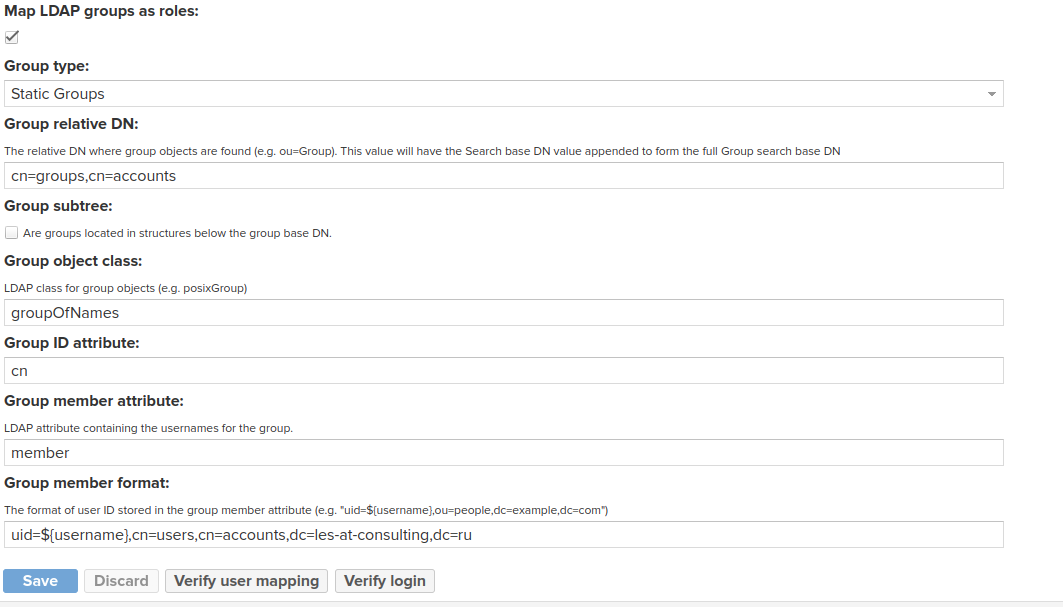 Map LDAP groups as roles:
Group type:
Static Groups
Group relative DN:
The relative DN where group objects are found (e.g. ou=Group). This value will have the Search base DN value appended to form the full Group search base DN
cn=groups,cn=accounts
Group subtree:
Are groups located in structures below the group base DN.
Group object class:
LDAP class for group objects (e.g. posixGroup)
groupOfNames
Group ID attribute:
cn
Group member attribute:
LDAP attribute containing the usernames for the group.
member
Group member format:
The format of user ID stored in the group member attribute (e.g. "uid=${username},ou=people,dc=example,dc=com")
uid=${username},cn=users,cn=accounts,dc=les-at-consulting,dc=ru
Save Discard Verify user mapping Verify login